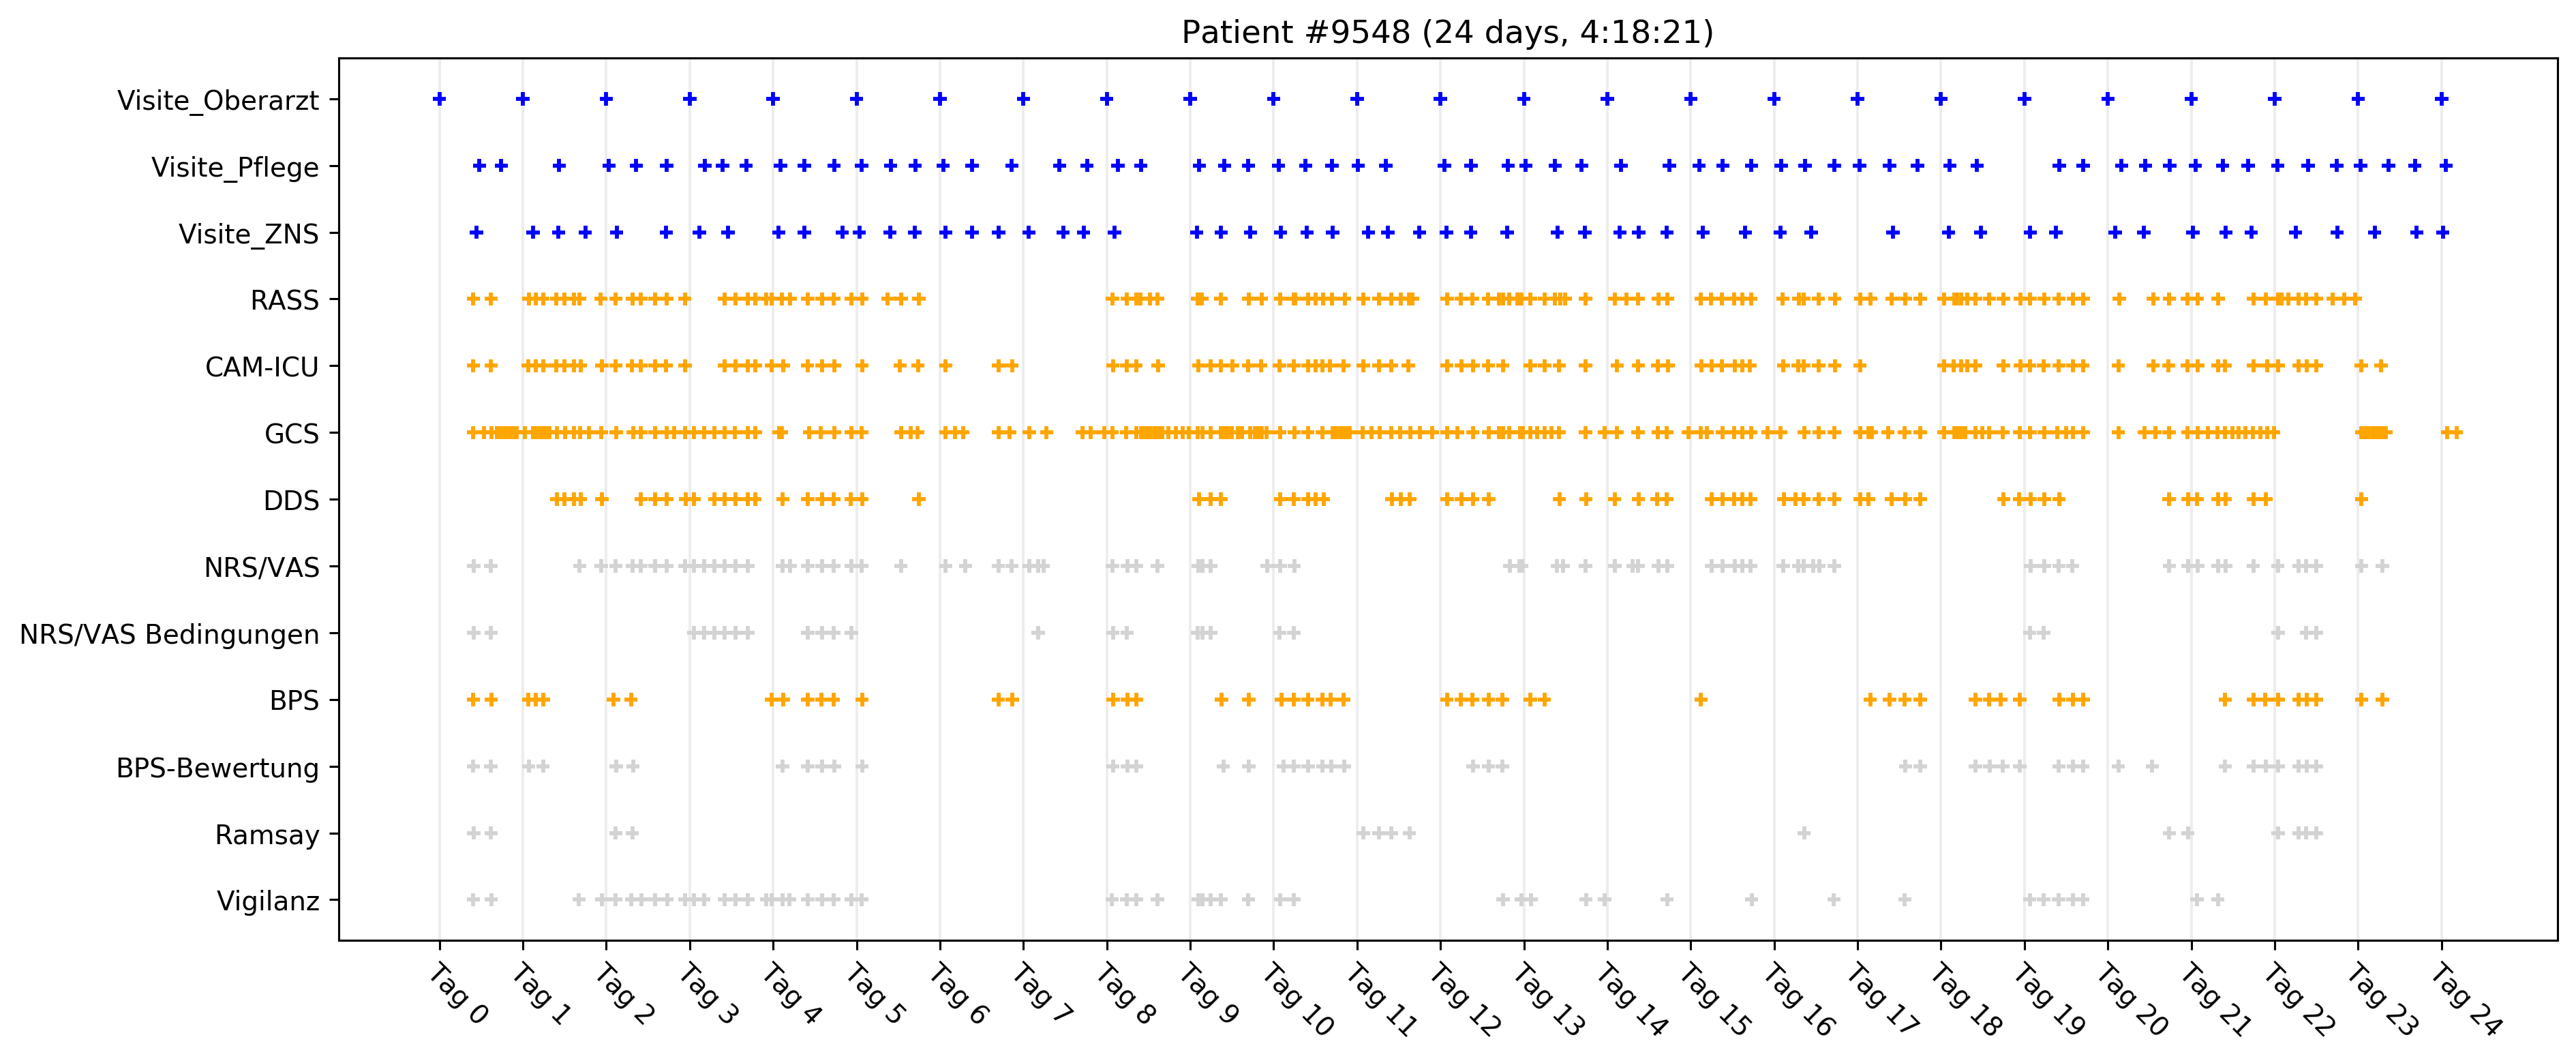 Patient #9548 (24 days, 4:18:21)
Visite_Oberarzt
Visite_Pflege
Visite_ZNS
RASS
CAM-ICU
GCS
DDS
NRS/VAS
NRS/VAS Bedingungen
BPS
BPS-Bewertung
Ramsay
Vigilanz
Tag 0
Tag 1
Tag 2
Tag 3
Tag 4
Tag 5
Tag 6
Tag 7
Tag 8
Tag 9
Tag 10
Tag 11
Tag 12
Tag 13
Tag 14
Tag 15
Tag 16
Tag 17
Tag 18
Tag 19
Tag 20
Tag 21
Tag 22
Tag 23
Tag 24